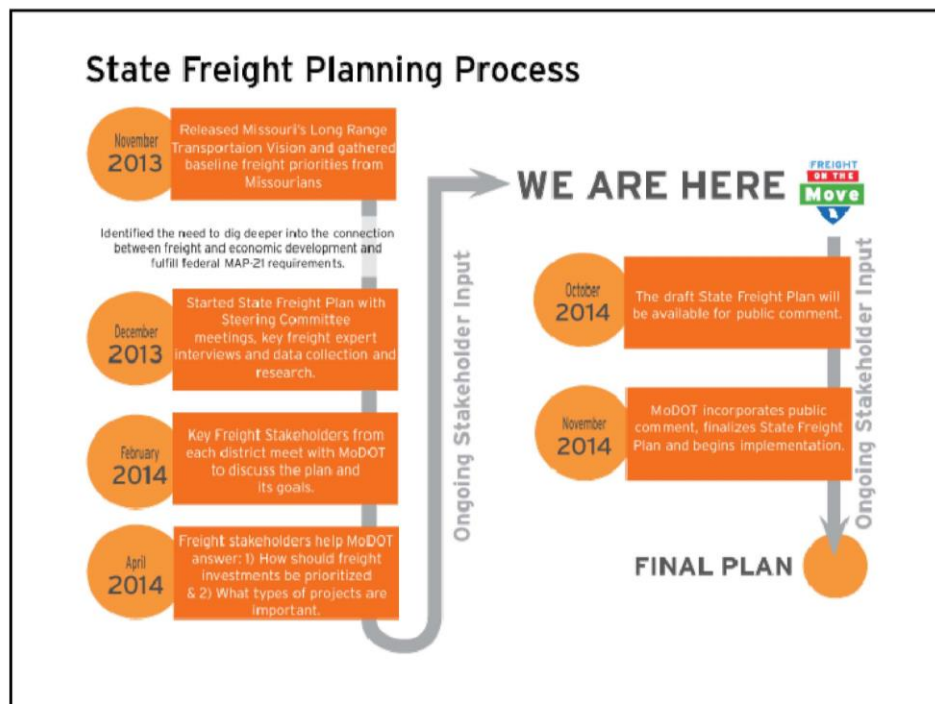 State Freight Planning Process
November
2013
Released Missouri's Long Range
Transportaion Vision and gathered
baseline freight priorities from
Missourians
Identified the need to dig deeper into the connection
between freight and economic development and
fulfill federal MAP-21 requirements.
December
2013
Started State Freight Plan with
Steering Committee
meetings, key freight expert
interviews and data collection and
research.
February
2014
Key Freight Stakeholders from
each district meet with MoDOT
to discuss the plan and
its goals.
April
2014
Freight stakeholders help MoDOT
answer: 1) How should freight
investments be prioritized
& 2) What types of projects are
important.
Ongoing Stakeholder Input
WE ARE HERE
FREIGHT
ON THE
Move
October
2014
The draft State Freight Plan will
be available for public comment.
November
2014
MoDOT incorporates public
comment, finalizes State Freight
Plan and begins implementation.
Ongoing Stakeholder Input
FINAL PLAN